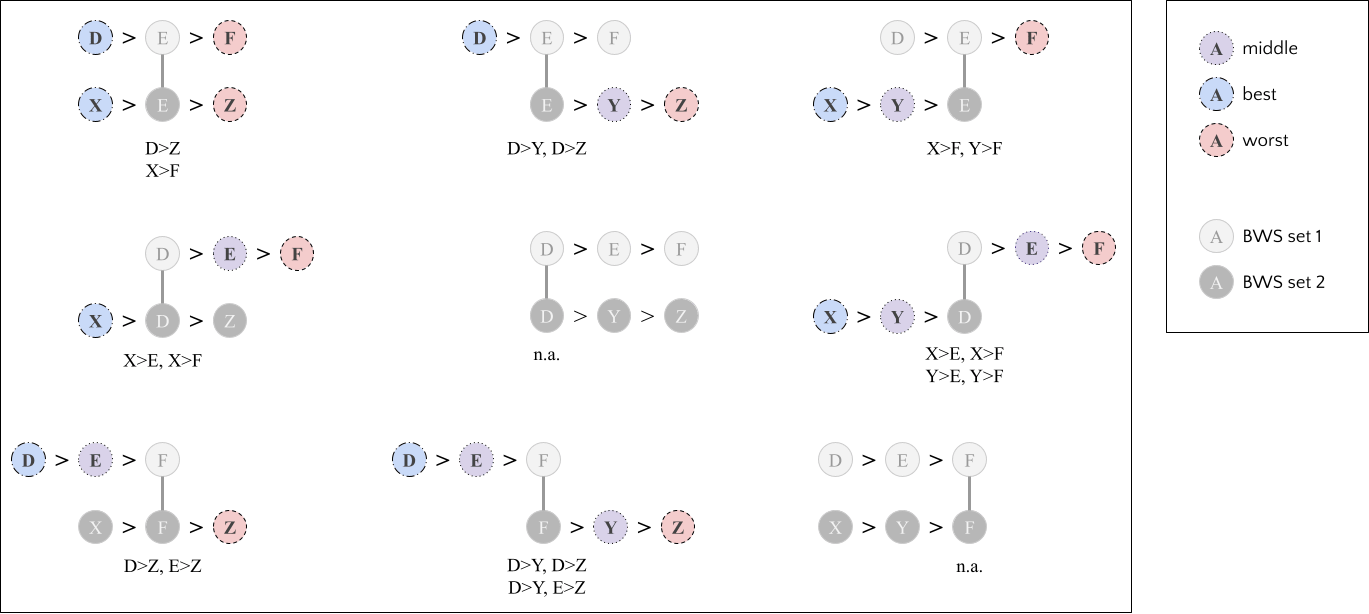 D > E > F
X > E > Z
D>Z
X>F
D > E > F
E > Y > Z
D>Y, D>Z
D > E > F
X > Y > E
X>F, Y>F
D > E > F
X > D > Z
X>E, X>F
D > E > F
D > Y > Z
n.a.
D > E > F
X > Y > D
X>E, X>F
Y>E, Y>F
D > E > F
X > F > Z
D>Z, E>Z
D > E > F
F > Y > Z
D>Y, D>Z
D>Y, E>Z
D > E > F
X > Y > F
n.a.
A middle
A best
A worst
A BWS set 1
A BWS set 2